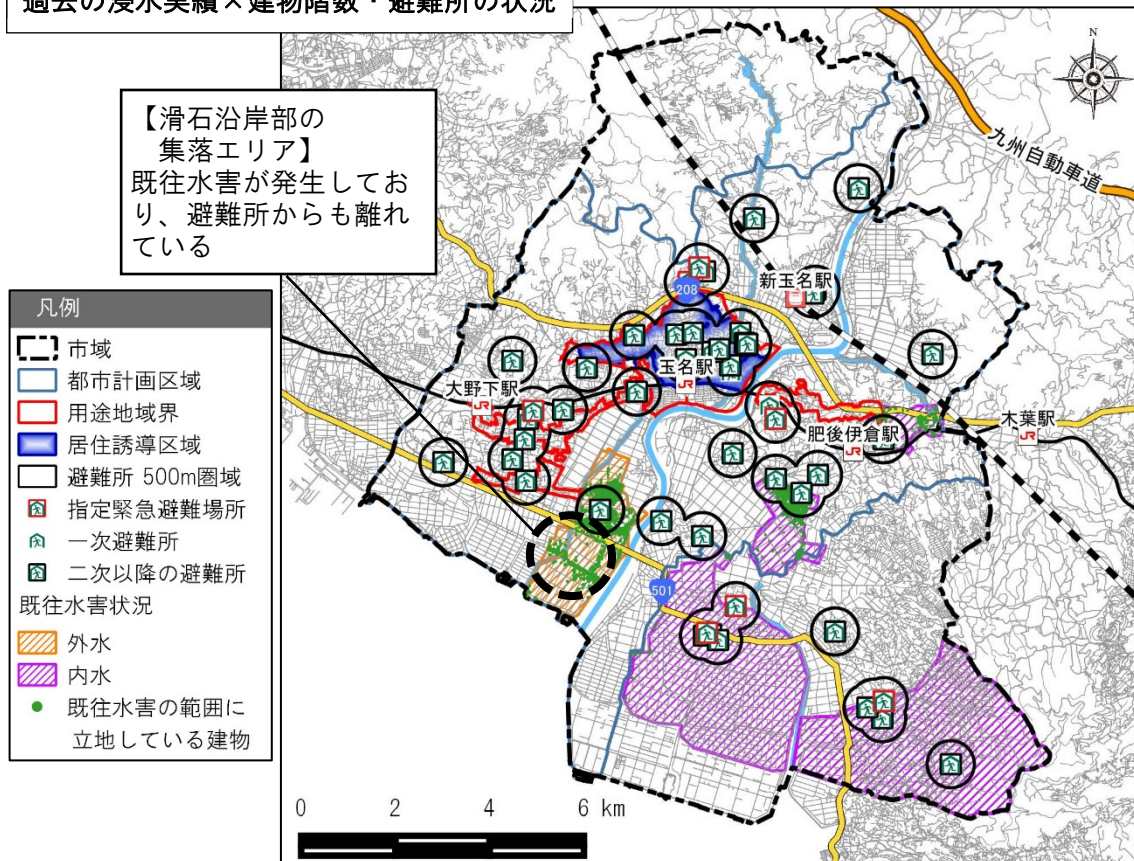 過去の浸水実績×建物階数・避難所の状況
【滑石沿岸部の
集落エリア】
既往水害が発生してお
り、避難所からも離れ
ている
凡例
市域
都市計画区域
用途地域界
居住誘導区域
避難所 500m圏域
指定緊急避難場所
一次避難所
二次以降の避難所
既往水害状況
外水
内水
既往水害の範囲に
立地している建物
N
九州自動車道
新玉名駅
208
玉名駅
JR
大野下駅
JR
肥後伊倉駅
JR
木葉駅
JR
501
0 2 4 6 km